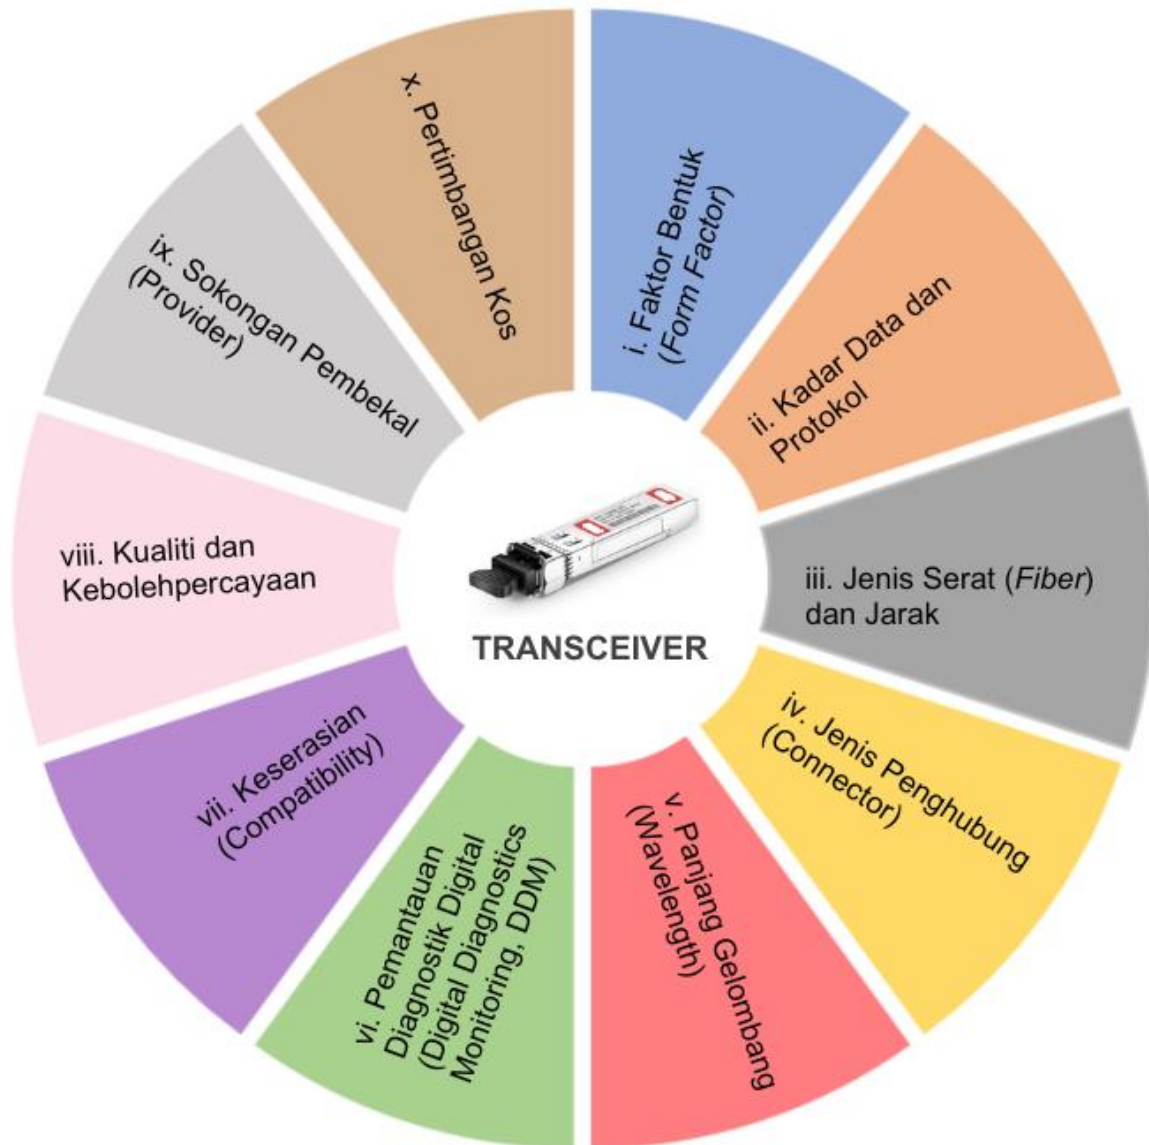 i. Faktor Bentuk
(Form Factor)
ii. Kadar Data dan
Protokol
iii. Jenis Serat (Fiber)
dan Jarak
iv. Jenis Penghubung
(Connector)
v. Panjang Gelombang
(Wavelength)
vi. Pemantauan
Diagnostik Digital
(Digital Diagnostics
Monitoring, DDM)
vii. Keserasian
(Compatibility)
viii. Kualiti dan
Kebolehpercayaan
ix. Sokongan Pembekal
(Provider)
x. Pertimbangan Kos
TRANSCEIVER